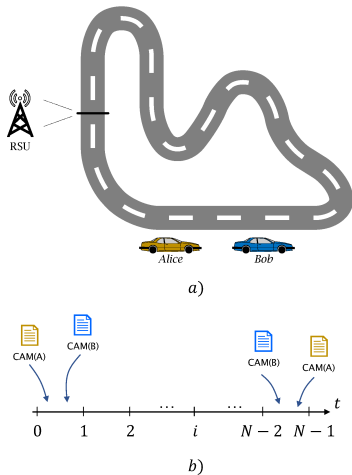 RSU
Alice
Bob
a)
CAM(A)
CAM(B)
CAM(B)
CAM(A)
... ...
t
0 1 2 i N − 2 N − 1
b)